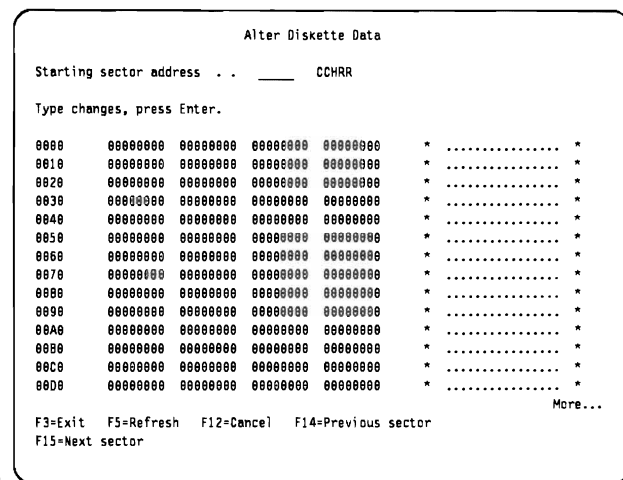 Alter Diskette Data
Starting sector address . . _____ CCHRR
Type changes, press Enter.
0000 00000000 00000000 00000000 00000000 * ................ *
0010 00000000 00000000 00000000 00000000 * ................ *
0020 00000000 00000000 00000000 00000000 * ................ *
0030 00000000 00000000 00000000 00000000 * ................ *
0040 00000000 00000000 00000000 00000000 * ................ *
0050 00000000 00000000 00000000 00000000 * ................ *
0060 00000000 00000000 00000000 00000000 * ................ *
0070 00000000 00000000 00000000 00000000 * ................ *
0080 00000000 00000000 00000000 00000000 * ................ *
0090 00000000 00000000 00000000 00000000 * ................ *
00A0 00000000 00000000 00000000 00000000 * ................ *
00B0 00000000 00000000 00000000 00000000 * ................ *
00C0 00000000 00000000 00000000 00000000 * ................ *
00D0 00000000 00000000 00000000 00000000 * ................ *
More...
F3=Exit F5=Refresh F12=Cancel F14=Previous sector
F15=Next sector